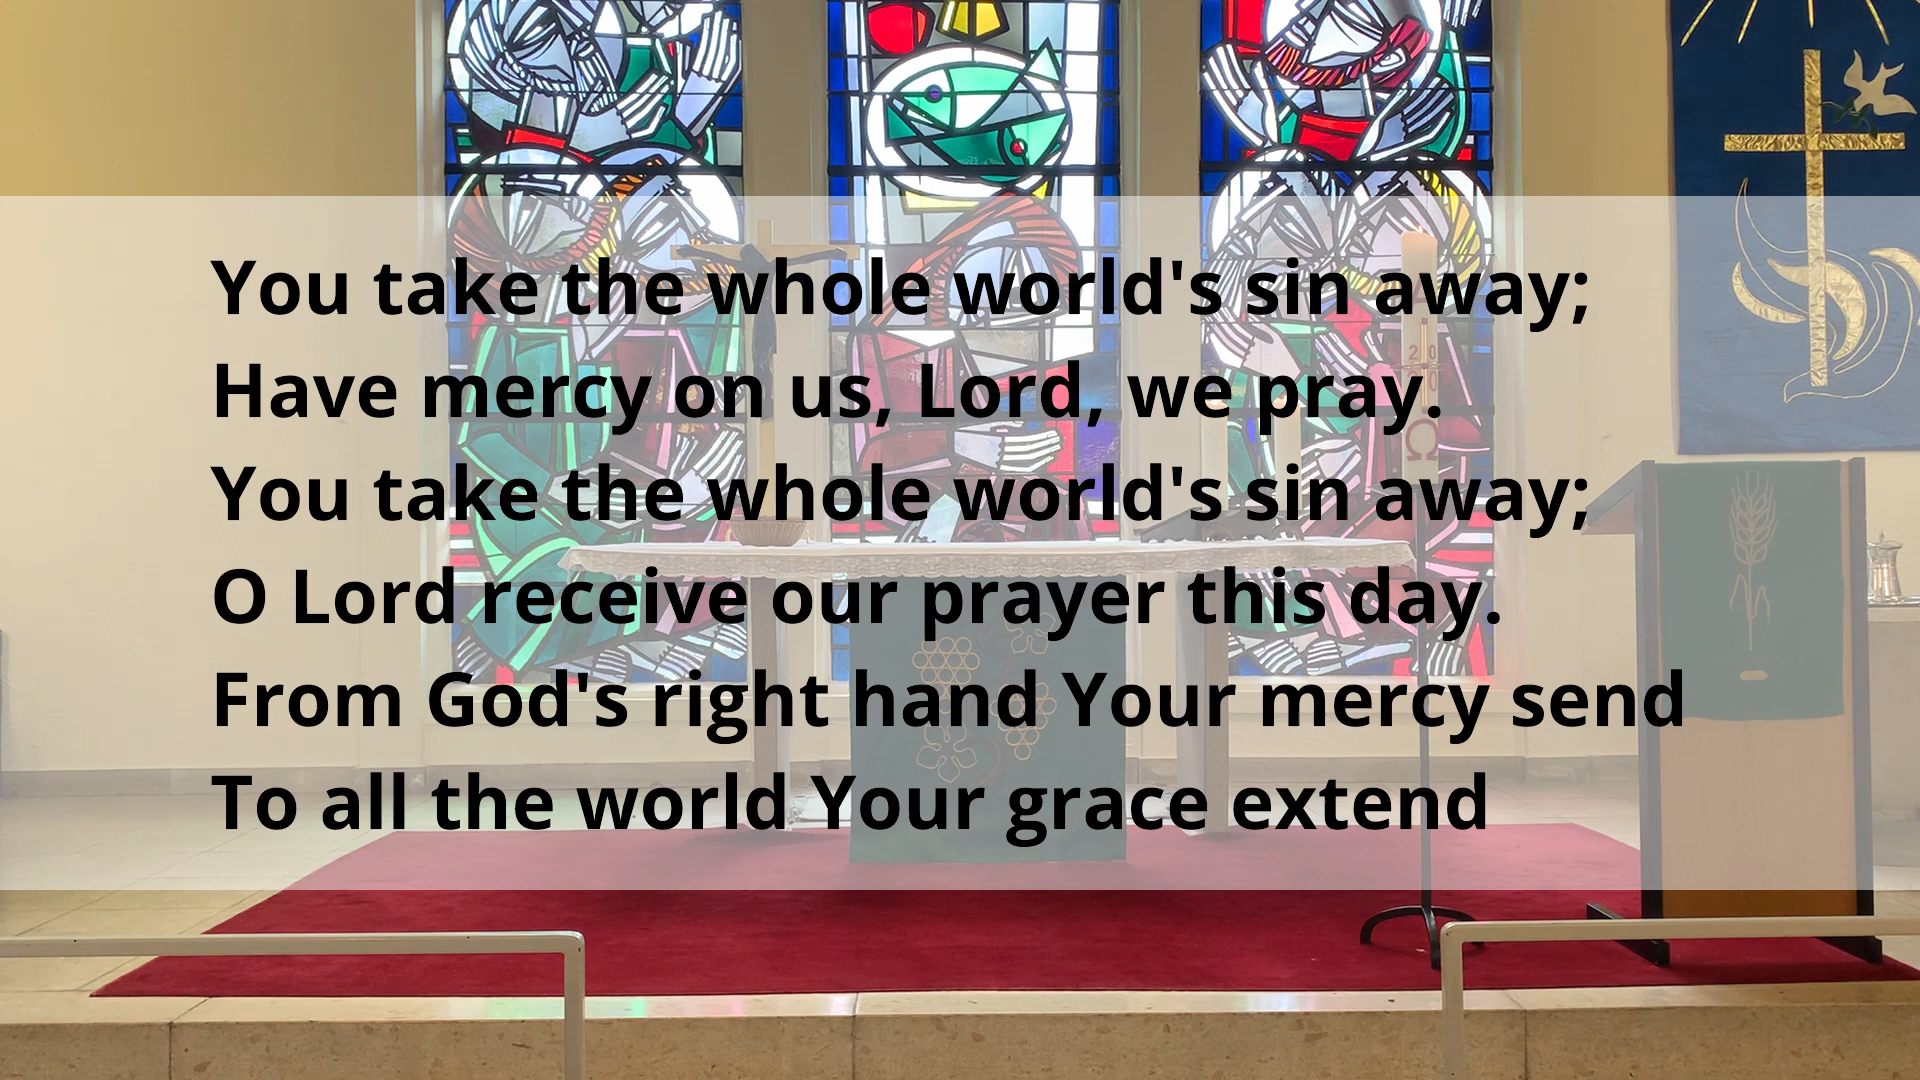 You take the whole world's sin away;
Have mercy on us, Lord, we pray.
You take the whole world's sin away;
O Lord receive our prayer this day.
From God's right hand Your mercy send
To all the world Your grace extend